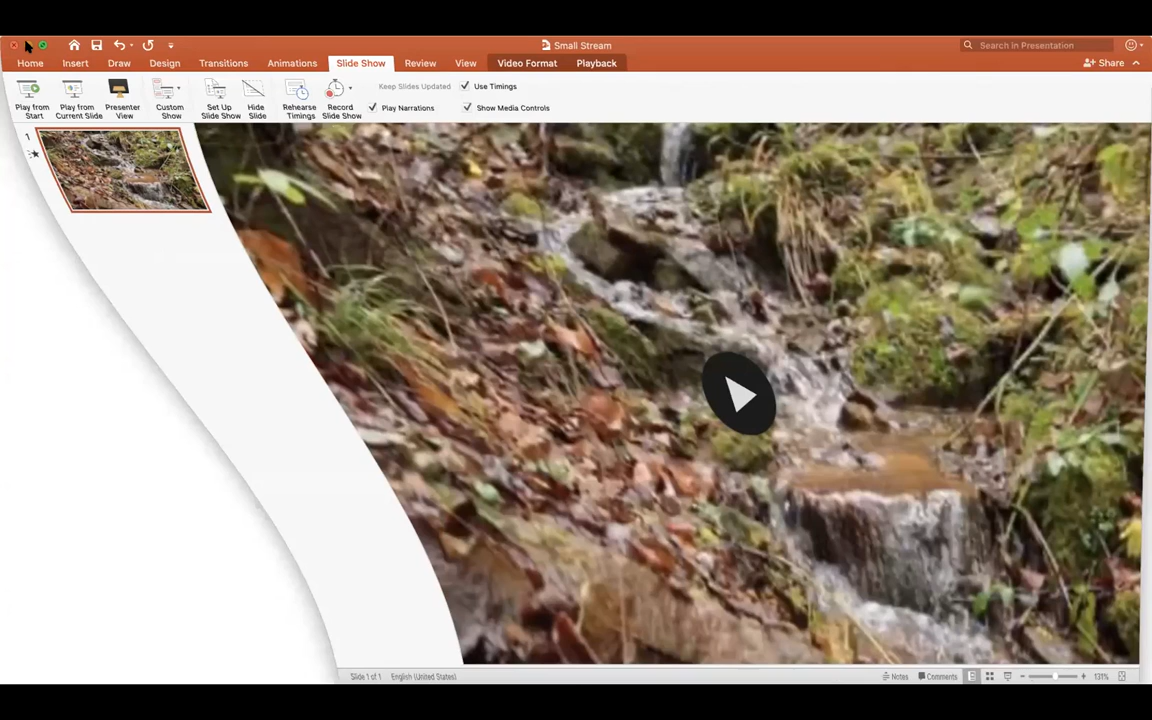 Small Stream
Search in Presentation
Home Insert Draw Design Transitions Animations Slide Show Review View Video Format Playback Share
Play from Start
Play from Current Slide
Presenter View
Custom Show
Set Up Slide Show
Hide Slide
Rehearse Timings
Record Slide Show
Keep Slides Updated
Use Timings
Play Narrations
Show Media Controls
1
Slide 1 of 1 English (United States) Notes Comments 131%